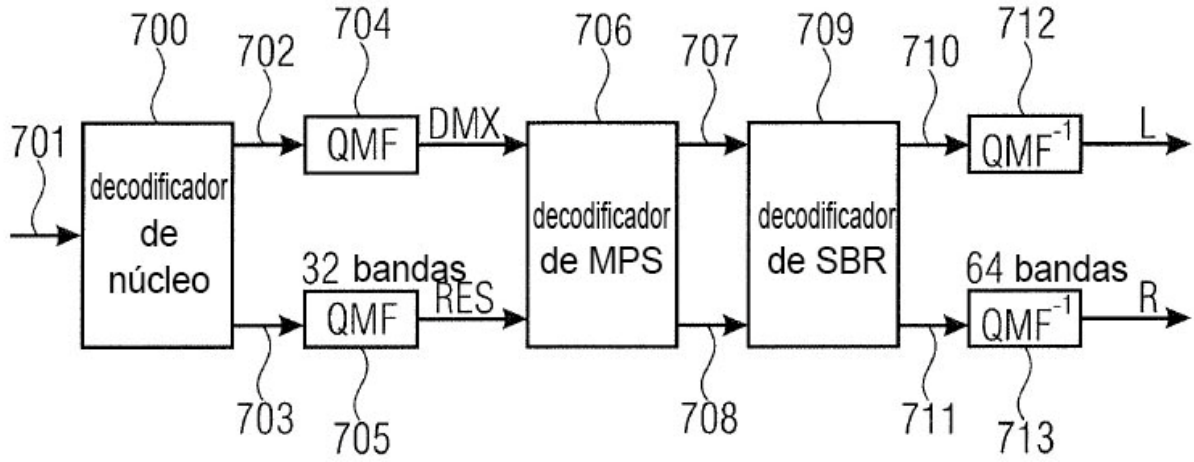 700
702
704
706
707
709
710
712
701
decodificador
de
núcleo
QMF
DMX
decodificador
de MPS
decodificador
de SBR
QMF⁻¹
L
32 bandas
QMF
RES
64 bandas
QMF⁻¹
R
703
705
708
711
713